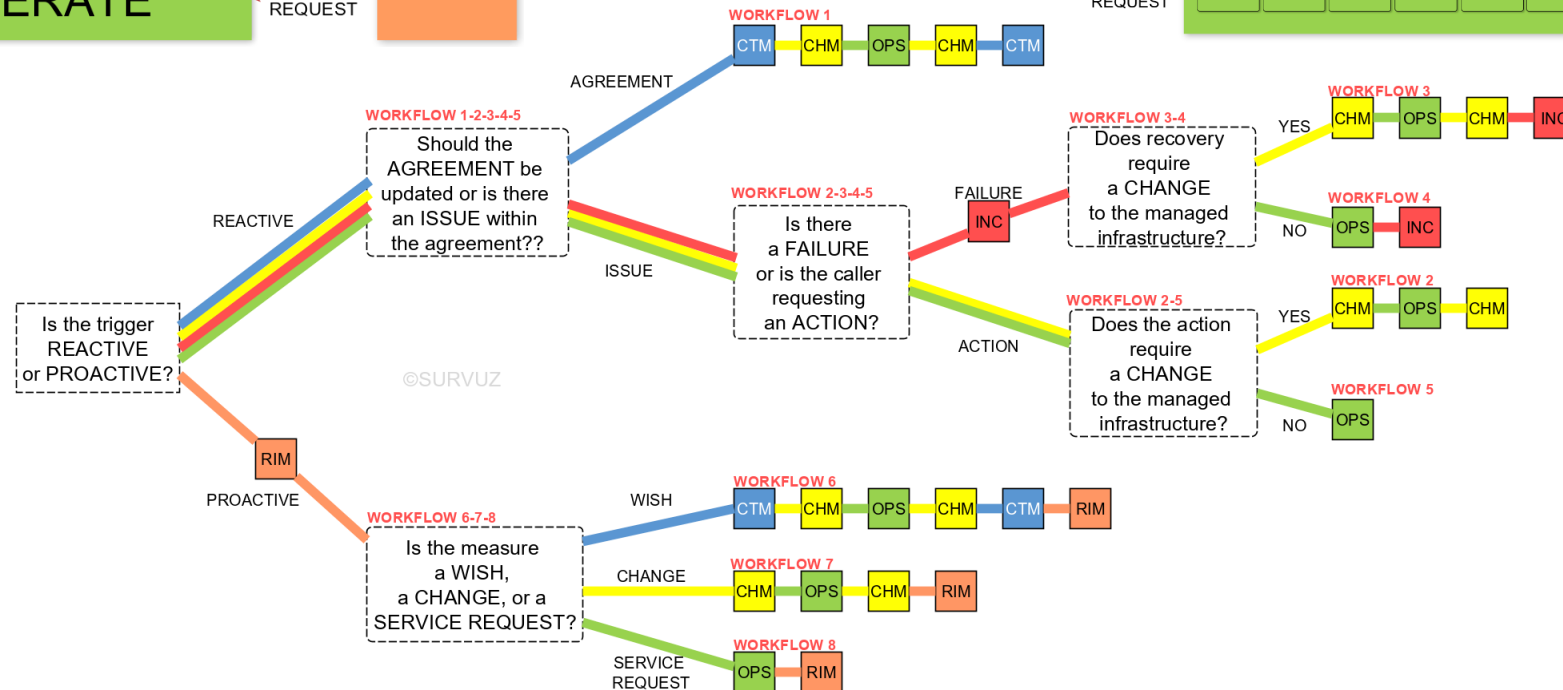 ERATE
REQUEST
REQUEST
WORKFLOW 1
CTM CHM OPS CHM CTM
AGREEMENT
WORKFLOW 1-2-3-4-5
Should the
AGREEMENT be
updated or is there
an ISSUE within
the agreement??
REACTIVE
ISSUE
WORKFLOW 2-3-4-5
Is there
a FAILURE
or is the caller
requesting
an ACTION?
FAILURE
INC
ACTION
WORKFLOW 3-4
Does recovery
require
a CHANGE
to the managed
infrastructure?
YES
NO
WORKFLOW 3
CHM OPS CHM INC
WORKFLOW 4
OPS INC
WORKFLOW 2-5
Does the action
require
a CHANGE
to the managed
infrastructure?
YES
NO
WORKFLOW 2
CHM OPS CHM
WORKFLOW 5
OPS
Is the trigger
REACTIVE
or PROACTIVE?
©SURVUZ
RIM
PROACTIVE
WORKFLOW 6-7-8
Is the measure
a WISH,
a CHANGE, or a
SERVICE REQUEST?
WISH
WORKFLOW 6
CTM CHM OPS CHM CTM RIM
CHANGE
WORKFLOW 7
CHM OPS CHM RIM
SERVICE
REQUEST
WORKFLOW 8
OPS RIM